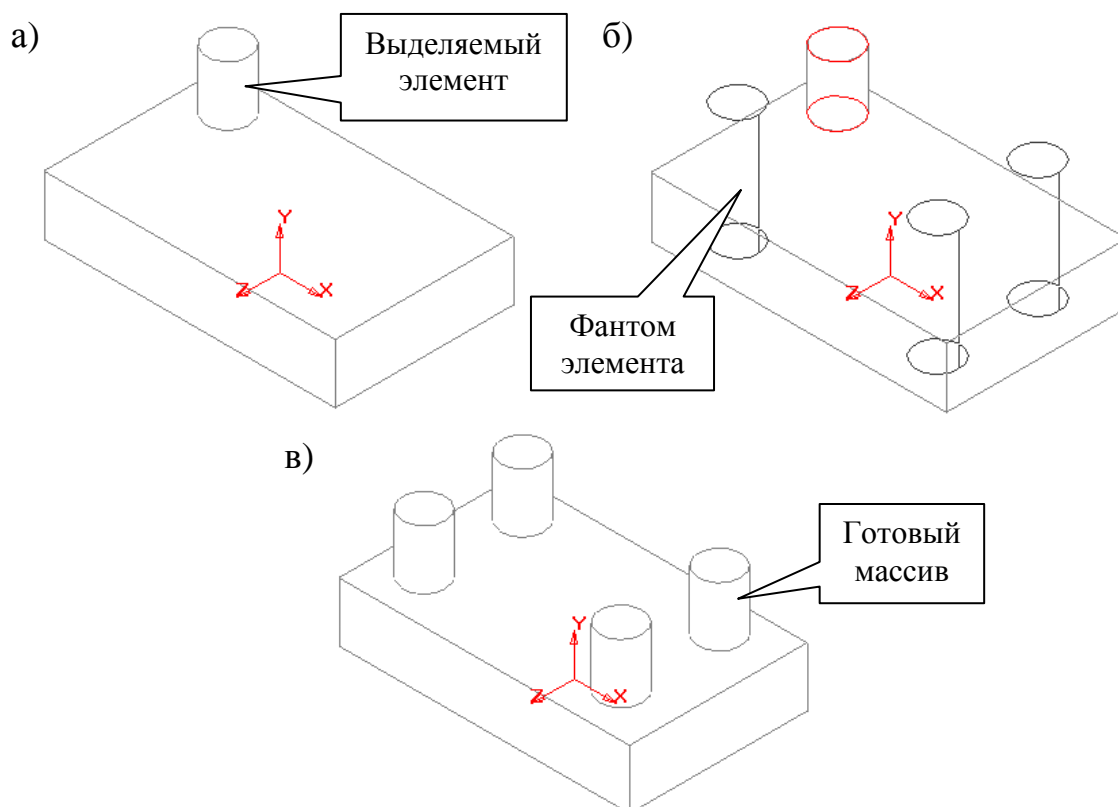 а)
Выделяемый
элемент
Y
Z
X
б)
Фантом
элемента
Y
Z
X
в)
Готовый
массив
Y
Z
X